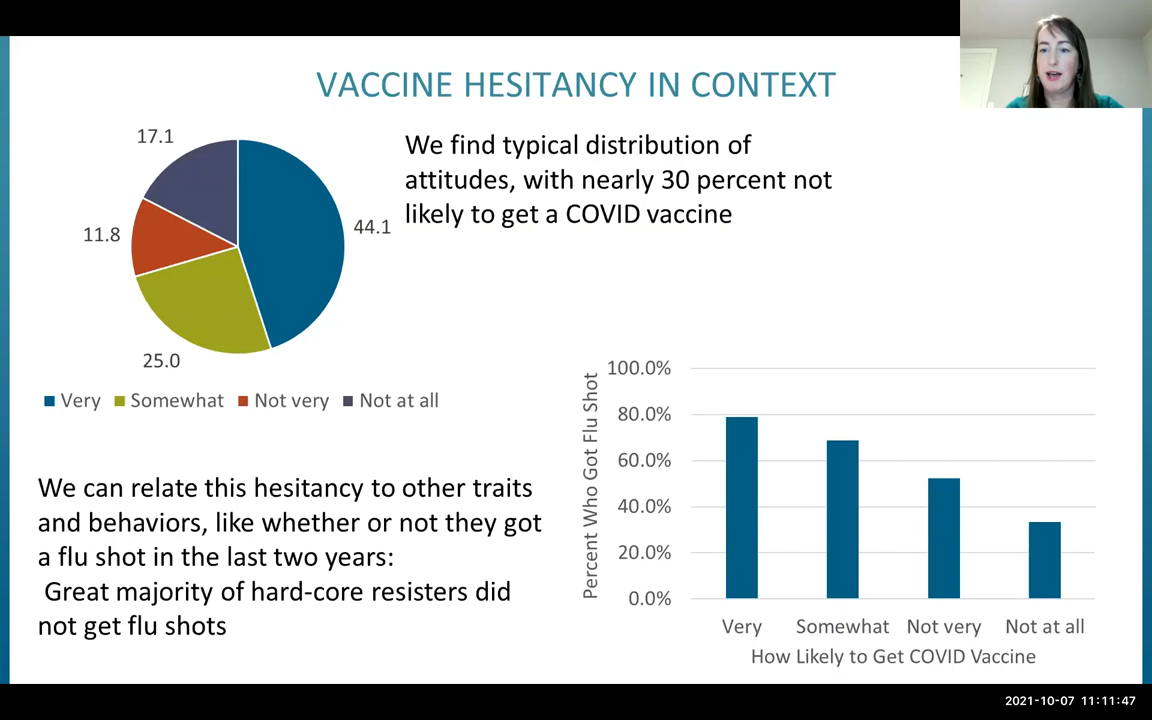 VACCINE HESITANCY IN CONTEXT
17.1
44.1
11.8
25.0
Very Somewhat Not very Not at all
We find typical distribution of
attitudes, with nearly 30 percent not
likely to get a COVID vaccine
We can relate this hesitancy to other traits
and behaviors, like whether or not they got
a flu shot in the last two years:
Great majority of hard-core resisters did
not get flu shots
Percent Who Got Flu Shot
100.0%
80.0%
60.0%
40.0%
20.0%
0.0%
Very Somewhat Not very Not at all
How Likely to Get COVID Vaccine
2021-10-07 11:11:47